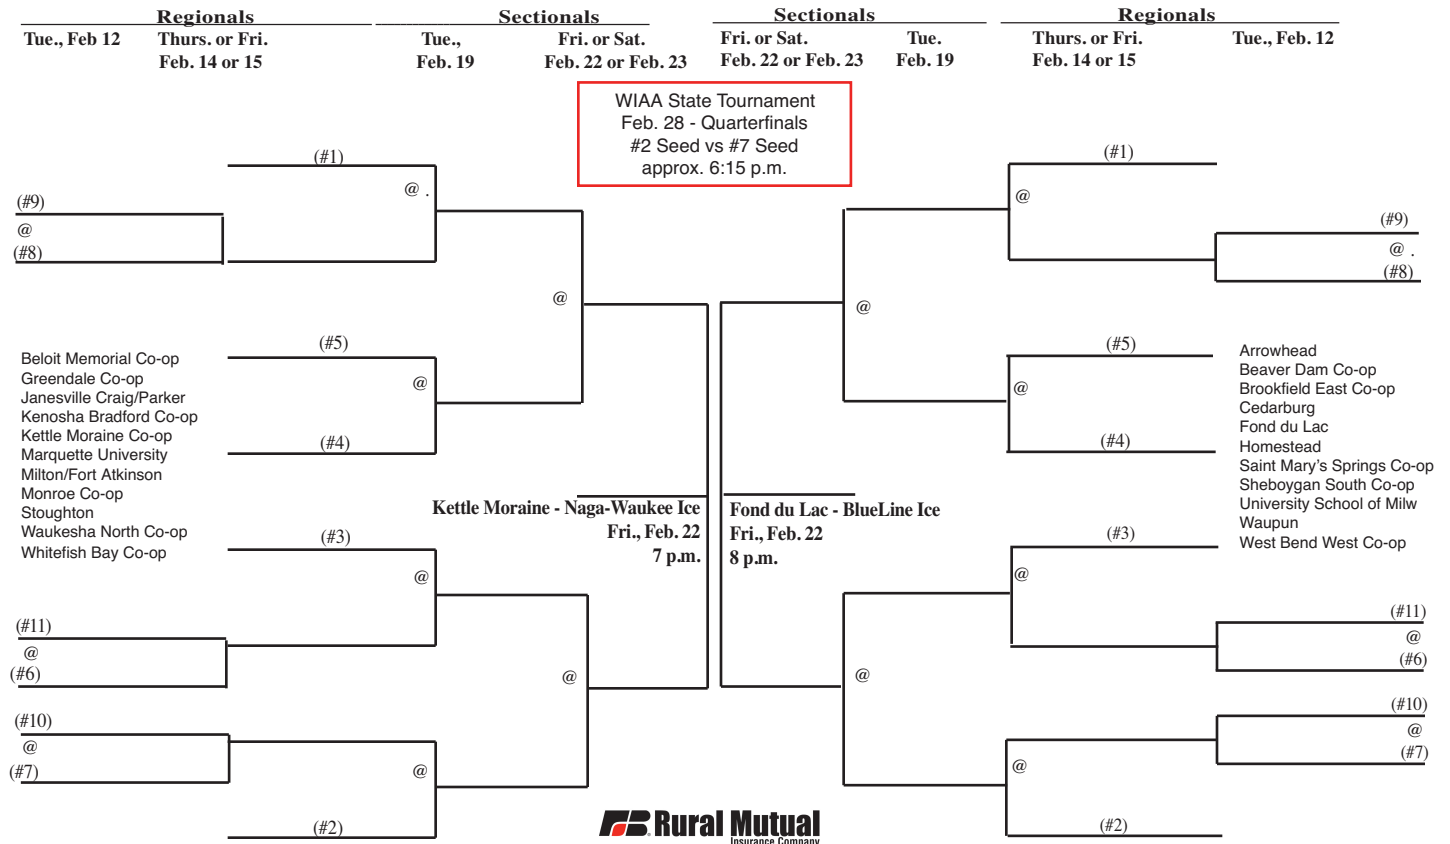 Regionals
Sectionals
Sectionals
Regionals
Tue., Feb 12
Thurs. or Fri.
Feb. 14 or 15
Tue.,
Feb. 19
Fri. or Sat.
Feb. 22 or Feb. 23
Fri. or Sat.
Feb. 22 or Feb. 23
Tue.
Feb. 19
Thurs. or Fri.
Feb. 14 or 15
Tue., Feb. 12
WIAA State Tournament
Feb. 28 - Quarterfinals
#2 Seed vs #7 Seed
approx. 6:15 p.m.
(#1)
@ .
(#9)
@
(#8)
@
(#5)
@
(#4)
Beloit Memorial Co-op
Greendale Co-op
Janesville Craig/Parker
Kenosha Bradford Co-op
Kettle Moraine Co-op
Marquette University
Milton/Fort Atkinson
Monroe Co-op
Stoughton
Waukesha North Co-op
Whitefish Bay Co-op
Kettle Moraine - Naga-Waukee Ice
Fri., Feb. 22
7 p.m.
(#3)
@
(#11)
@
(#6)
@
(#10)
@
(#7)
@
(#2)
(#1)
@
(#9)
@ .
(#8)
@
(#5)
@
(#4)
Arrowhead
Beaver Dam Co-op
Brookfield East Co-op
Cedarburg
Fond du Lac
Homestead
Saint Mary's Springs Co-op
Sheboygan South Co-op
University School of Milw
Waupun
West Bend West Co-op
Fond du Lac - BlueLine Ice
Fri., Feb. 22
8 p.m.
(#3)
@
(#11)
@
(#6)
@
(#10)
@
(#7)
@
(#2)
Rural Mutual
Insurance Company